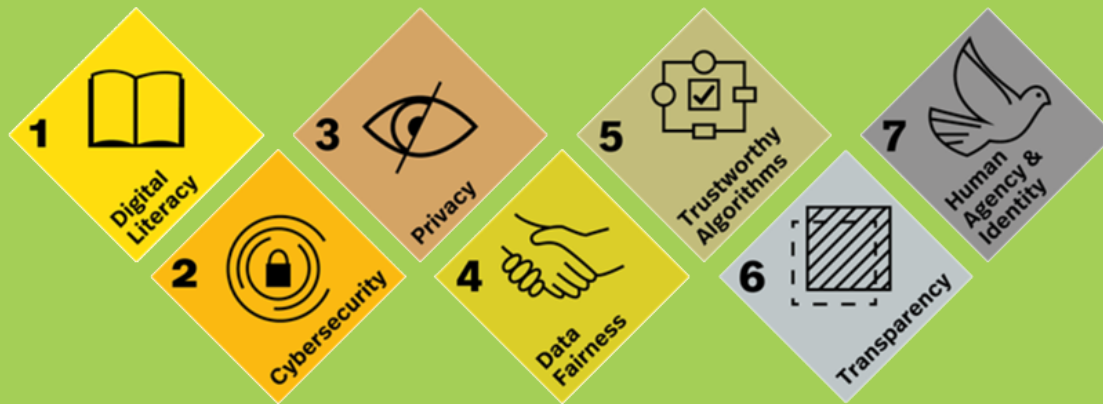 1
Digital
Literacy
2
Cybersecurity
3
Privacy
4
Data
Fairness
5
Trustworthy
Algorithms
6
Transparency
7
Human
Agency &
Identity